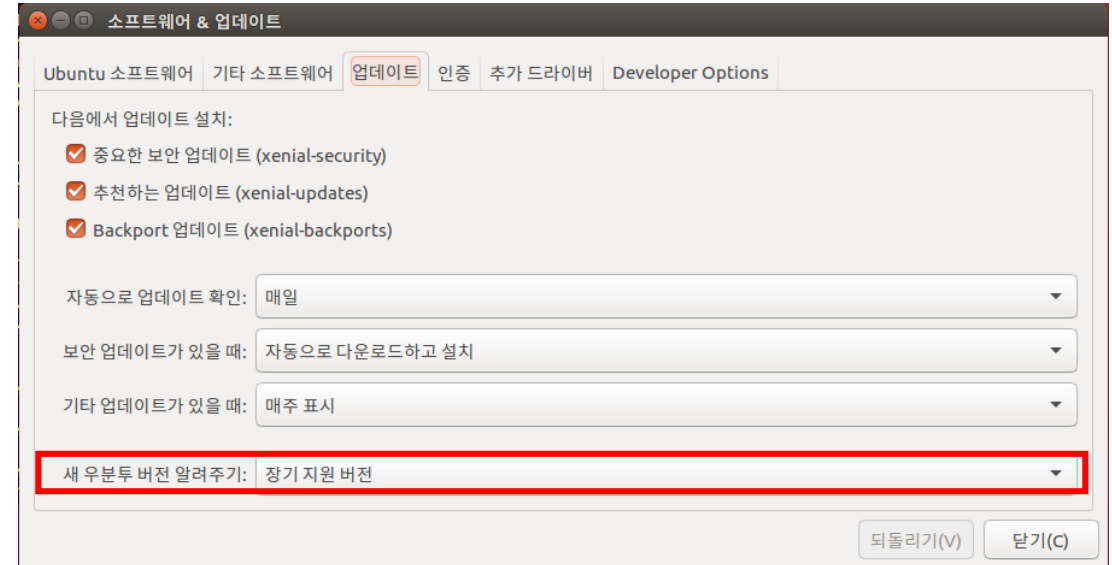 소프트웨어 & 업데이트
Ubuntu 소프트웨어 기타 소프트웨어 업데이트 인증 추가 드라이버 Developer Options
다음에서 업데이트 설치:
중요한 보안 업데이트 (xenial-security)
추천하는 업데이트 (xenial-updates)
Backport 업데이트 (xenial-backports)
자동으로 업데이트 확인: 매일
보안 업데이트가 있을 때: 자동으로 다운로드하고 설치
기타 업데이트가 있을 때: 매주 표시
새 우분투 버전 알려주기: 장기 지원 버전
되돌리기(V) 닫기(C)